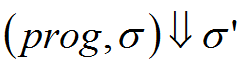 (prog, σ) ⇓ σ'